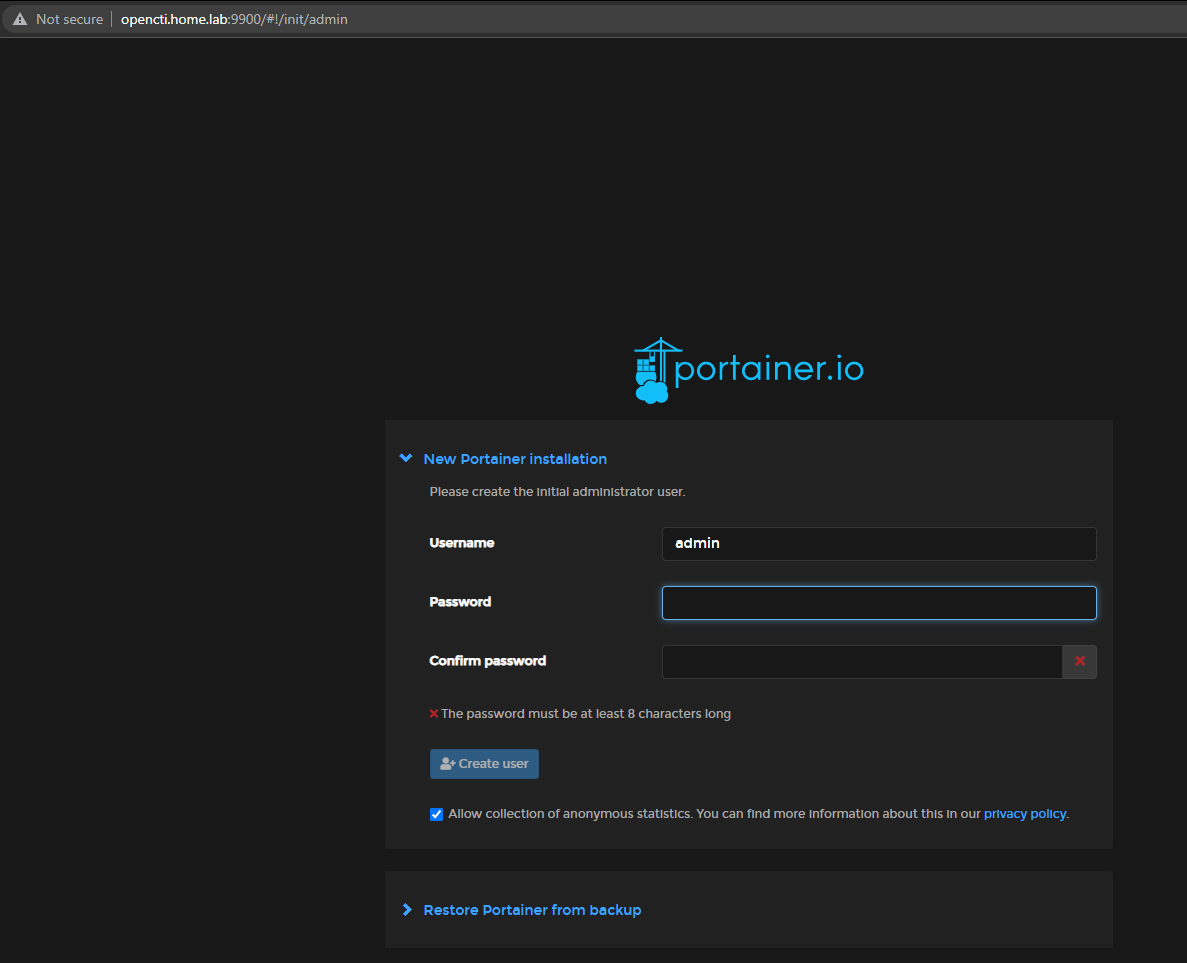 Not secure opencti.home.lab:9900/#!/init/admin
portainer.io
New Portainer installation
Please create the initial administrator user.
Username admin
Password
Confirm password
The password must be at least 8 characters long
Create user
Allow collection of anonymous statistics. You can find more information about this in our privacy policy.
Restore Portainer from backup